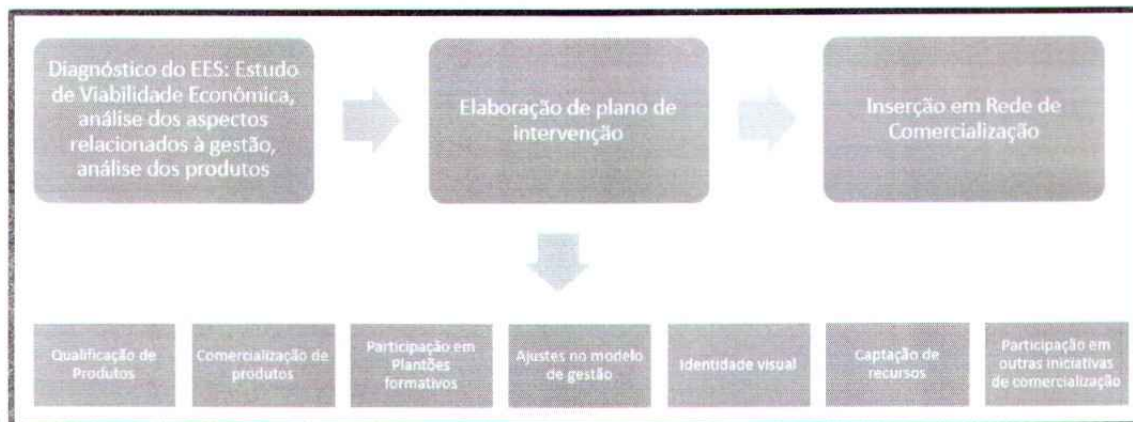 Diagnóstico do EES: Estudo
de Viabilidade Econômica,
análise dos aspectos
relacionados à gestão,
análise dos produtos
Elaboração de plano de
intervenção
Inserção em Rede de
Comercialização
Qualificação de
Produtos
Comercialização de
produtos
Participação em
Plantões
formativos
Ajustes no modelo
de gestão
Identidade visual
Captação de
recursos
Participação em
outras iniciativas
de comercialização